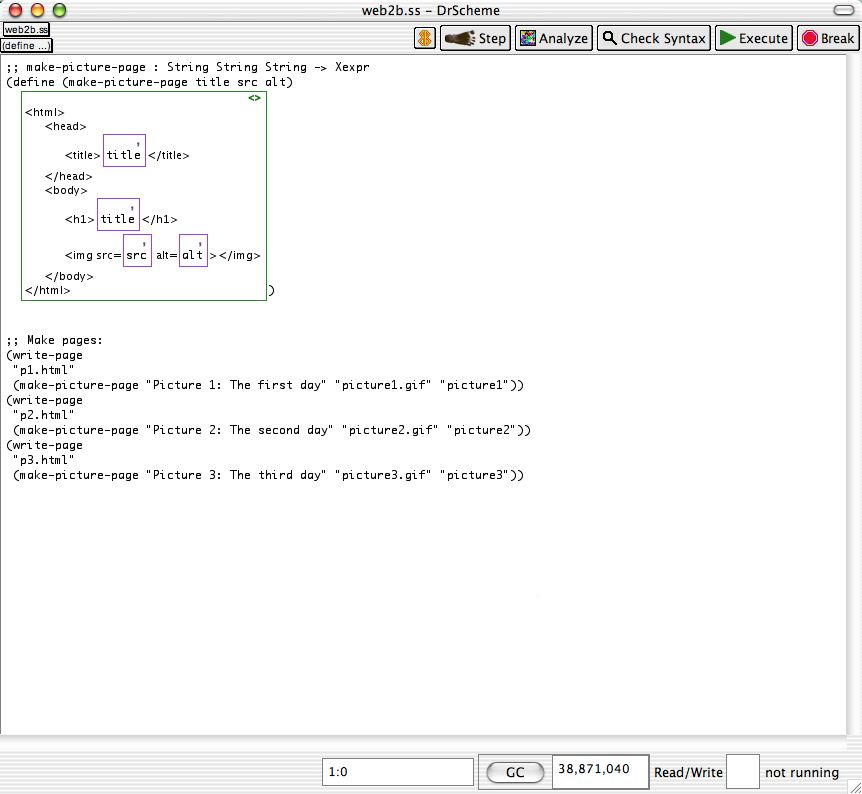 web2b.ss - DrScheme
web2b.ss
(define ...)
Step
Analyze
Check Syntax
Execute
Break
;; make-picture-page : String String String -> Xexpr
(define (make-picture-page title src alt)
<>
<html>
<head>
<title> ,title </title>
</head>
<body>
<h1> ,title </h1>
<img src= ,src alt= ,alt ></img>
</body>
</html>
)
;; Make pages:
(write-page
"p1.html"
(make-picture-page "Picture 1: The first day" "picture1.gif" "picture1"))
(write-page
"p2.html"
(make-picture-page "Picture 2: The second day" "picture2.gif" "picture2"))
(write-page
"p3.html"
(make-picture-page "Picture 3: The third day" "picture3.gif" "picture3"))
1:0
GC
38,871,040
Read/Write
not running